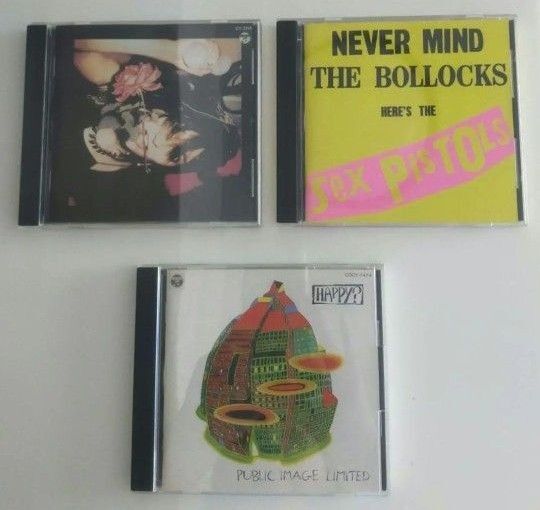 NEVER MIND
THE BOLLOCKS
HERE'S THE
SEX PISTOLS
HAPPY?
PUBLIC IMAGE LIMITED